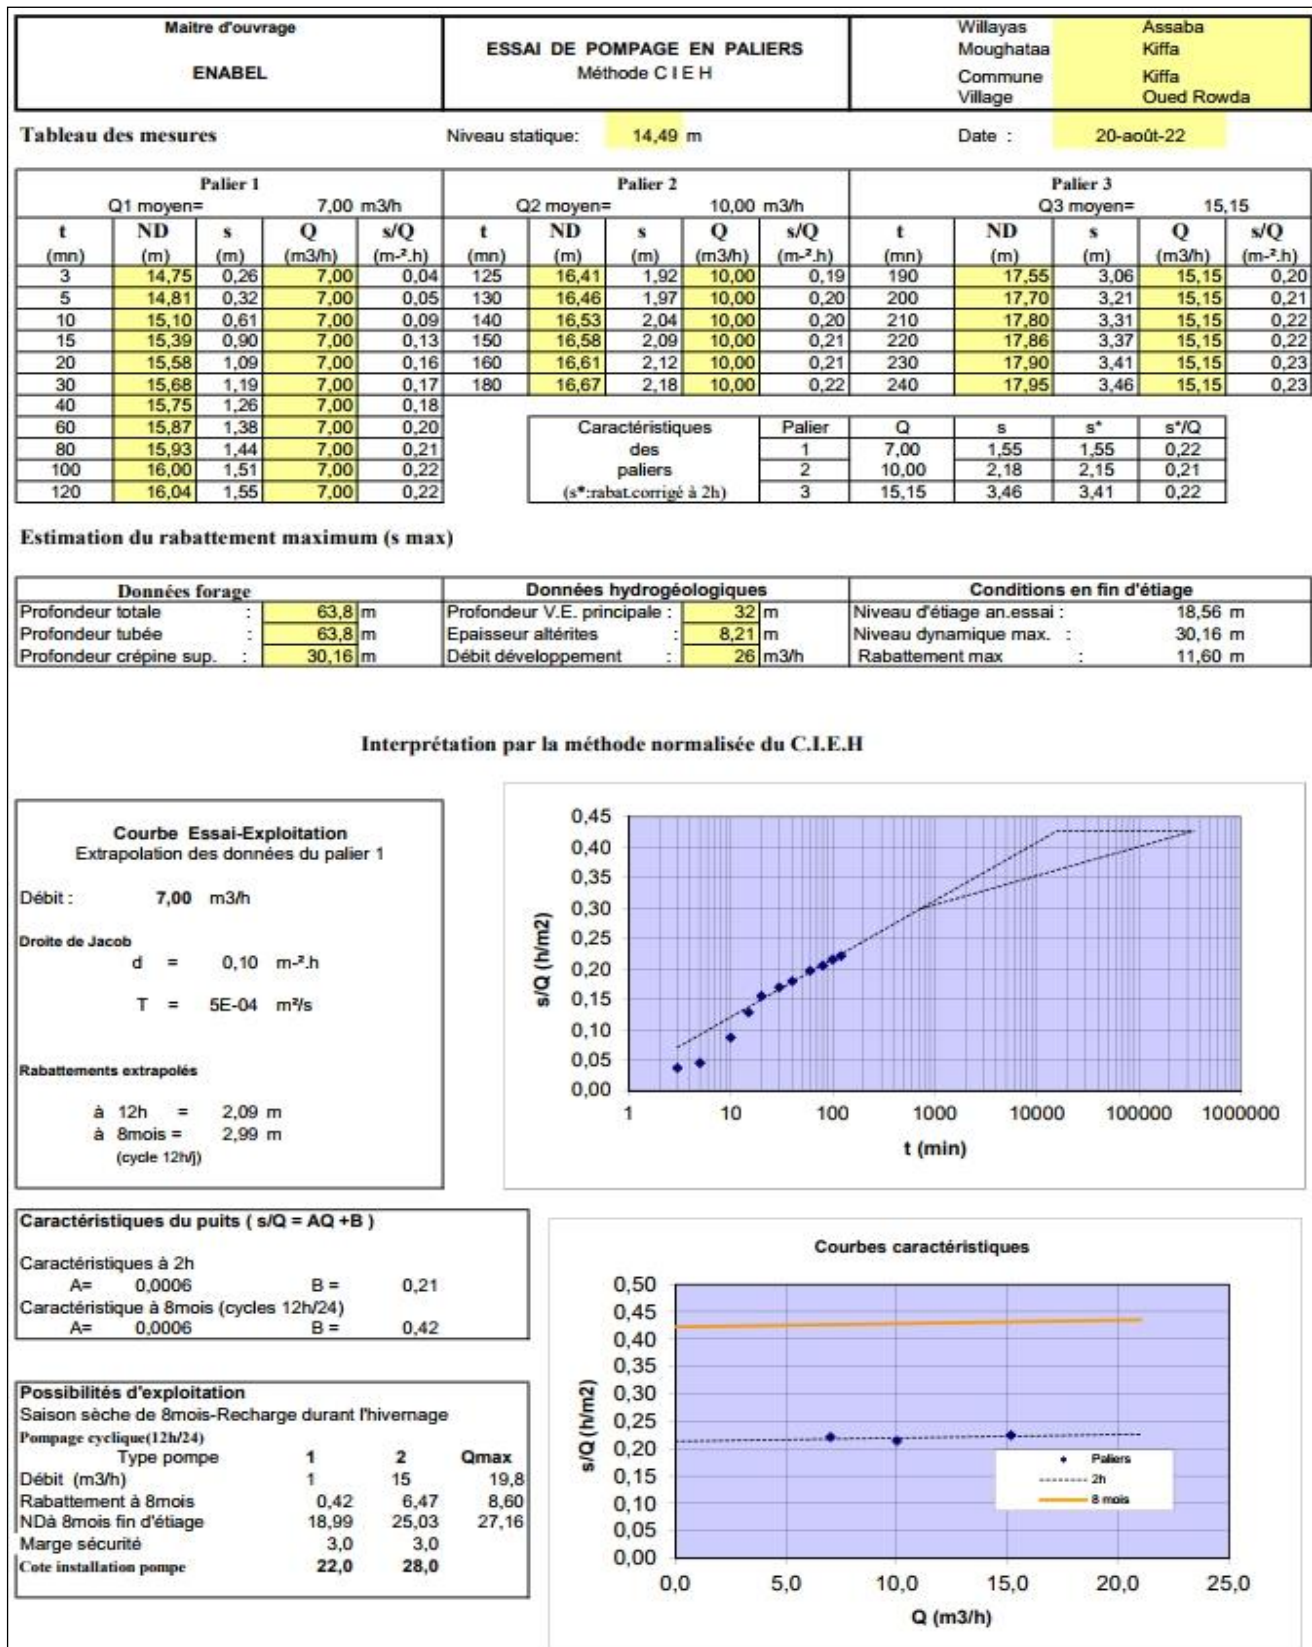 Maitre d'ouvrage
ENABEL
ESSAI DE POMPAGE EN PALIERS
Méthode C I E H
Willayas Assaba
Moughataa Kiffa
Commune Kiffa
Village Oued Rowda
Tableau des mesures Niveau statique: 14,49 m Date : 20-août-22
Palier 1 Palier 2 Palier 3
Q1 moyen= 7,00 m3/h Q2 moyen= 10,00 m3/h Q3 moyen= 15,15
t ND s Q s/Q t ND s Q s/Q t ND s Q s/Q
(mn) (m) (m) (m3/h) (m-².h) (mn) (m) (m) (m3/h) (m-².h) (mn) (m) (m) (m3/h) (m-².h)
3 14,75 0,26 7,00 0,04 125 16,41 1,92 10,00 0,19 190 17,55 3,06 15,15 0,20
5 14,81 0,32 7,00 0,05 130 16,46 1,97 10,00 0,20 200 17,70 3,21 15,15 0,21
10 15,10 0,61 7,00 0,09 140 16,53 2,04 10,00 0,20 210 17,80 3,31 15,15 0,22
15 15,39 0,90 7,00 0,13 150 16,58 2,09 10,00 0,21 220 17,86 3,37 15,15 0,22
20 15,58 1,09 7,00 0,16 160 16,61 2,12 10,00 0,21 230 17,90 3,41 15,15 0,23
30 15,68 1,19 7,00 0,17 180 16,67 2,18 10,00 0,22 240 17,95 3,46 15,15 0,23
40 15,75 1,26 7,00 0,18
60 15,87 1,38 7,00 0,20 Caractéristiques Palier Q s s* s*/Q
80 15,93 1,44 7,00 0,21 des 1 7,00 1,55 1,55 0,22
100 16,00 1,51 7,00 0,22 paliers 2 10,00 2,18 2,15 0,21
120 16,04 1,55 7,00 0,22 (s*:rabat.corrigé à 2h) 3 15,15 3,46 3,41 0,22
Estimation du rabattement maximum (s max)
Données forage Données hydrogéologiques Conditions en fin d'étiage
Profondeur totale : 63,8 m Profondeur V.E. principale : 32 m Niveau d'étiage an.essai : 18,56 m
Profondeur tubée : 63,8 m Epaisseur altérites : 8,21 m Niveau dynamique max. : 30,16 m
Profondeur crépine sup. : 30,16 m Débit développement : 26 m3/h Rabattement max : 11,60 m
Interprétation par la méthode normalisée du C.I.E.H
Courbe Essai-Exploitation
Extrapolation des données du palier 1
Débit : 7,00 m3/h
Droite de Jacob
d = 0,10 m-².h
T = 5E-04 m²/s
Rabattements extrapolés
à 12h = 2,09 m
à 8mois = 2,99 m
(cycle 12h/j)
s/Q (h/m2)
0,45
0,40
0,35
0,30
0,25
0,20
0,15
0,10
0,05
0,00
1 10 100 1000 10000 100000 1000000
t (min)
Caractéristiques du puits ( s/Q = AQ +B )
Caractéristiques à 2h
A= 0,0006 B = 0,21
Caractéristique à 8mois (cycles 12h/24)
A= 0,0006 B = 0,42
Possibilités d'exploitation
Saison sèche de 8mois-Recharge durant l'hivernage
Pompage cyclique(12h/24)
Type pompe 1 2 Qmax
Débit (m3/h) 1 15 19,8
Rabattement à 8mois 0,42 6,47 8,60
NDà 8mois fin d'étiage 18,99 25,03 27,16
Marge sécurité 3,0 3,0
Cote installation pompe 22,0 28,0
Courbes caractéristiques
s/Q (h/m2)
0,50
0,45
0,40
0,35
0,30
0,25
0,20
0,15
0,10
0,05
0,00
Paliers
2h
8 mois
0,0 5,0 10,0 15,0 20,0 25,0
Q (m3/h)